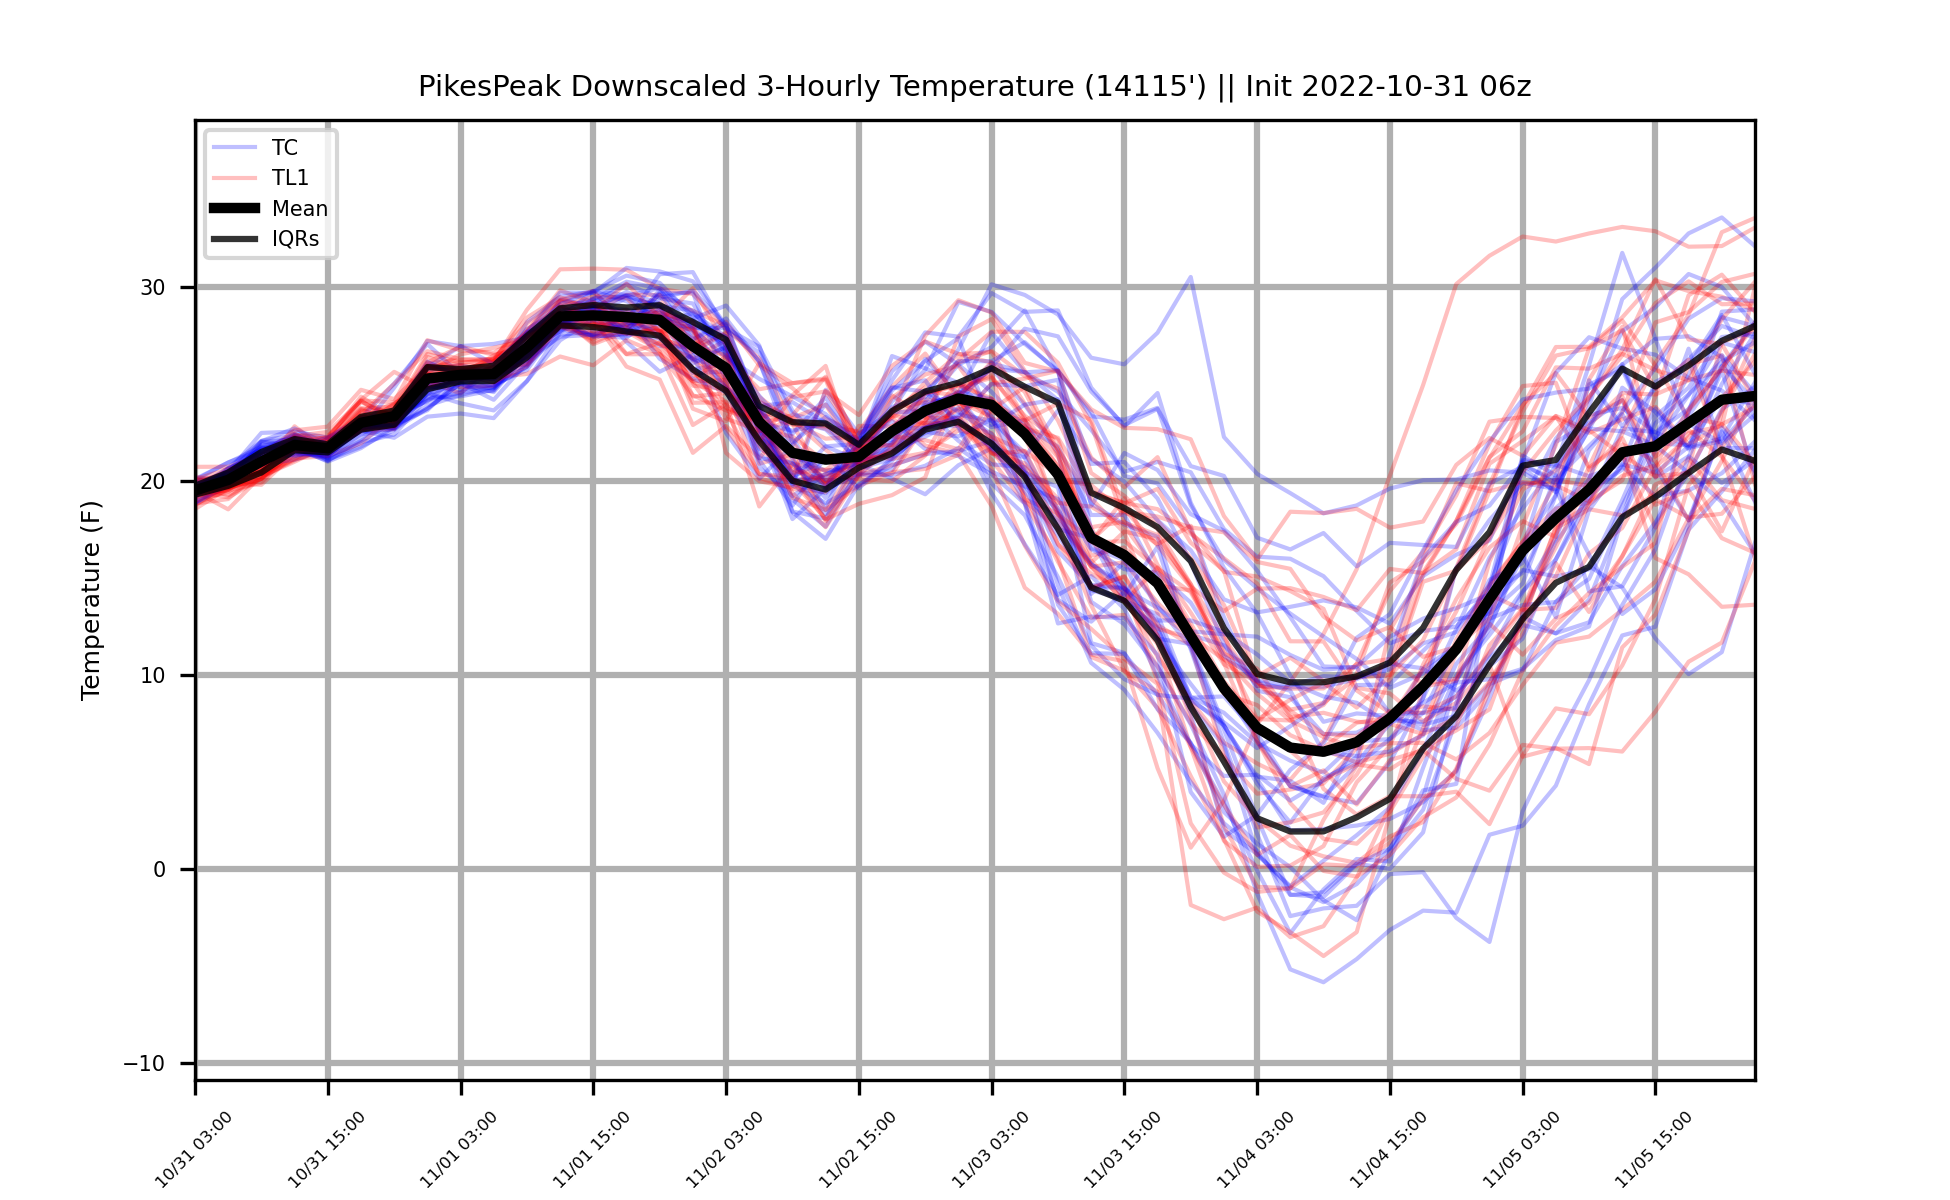 PikesPeak Downscaled 3-Hourly Temperature (14115') || Init 2022-10-31 06z
TC
TL1
Mean
IQRs
Temperature (F)
30
20
10
0
−10
10/31 03:00
10/31 15:00
11/01 03:00
11/01 15:00
11/02 03:00
11/02 15:00
11/03 03:00
11/03 15:00
11/04 03:00
11/04 15:00
11/05 03:00
11/05 15:00